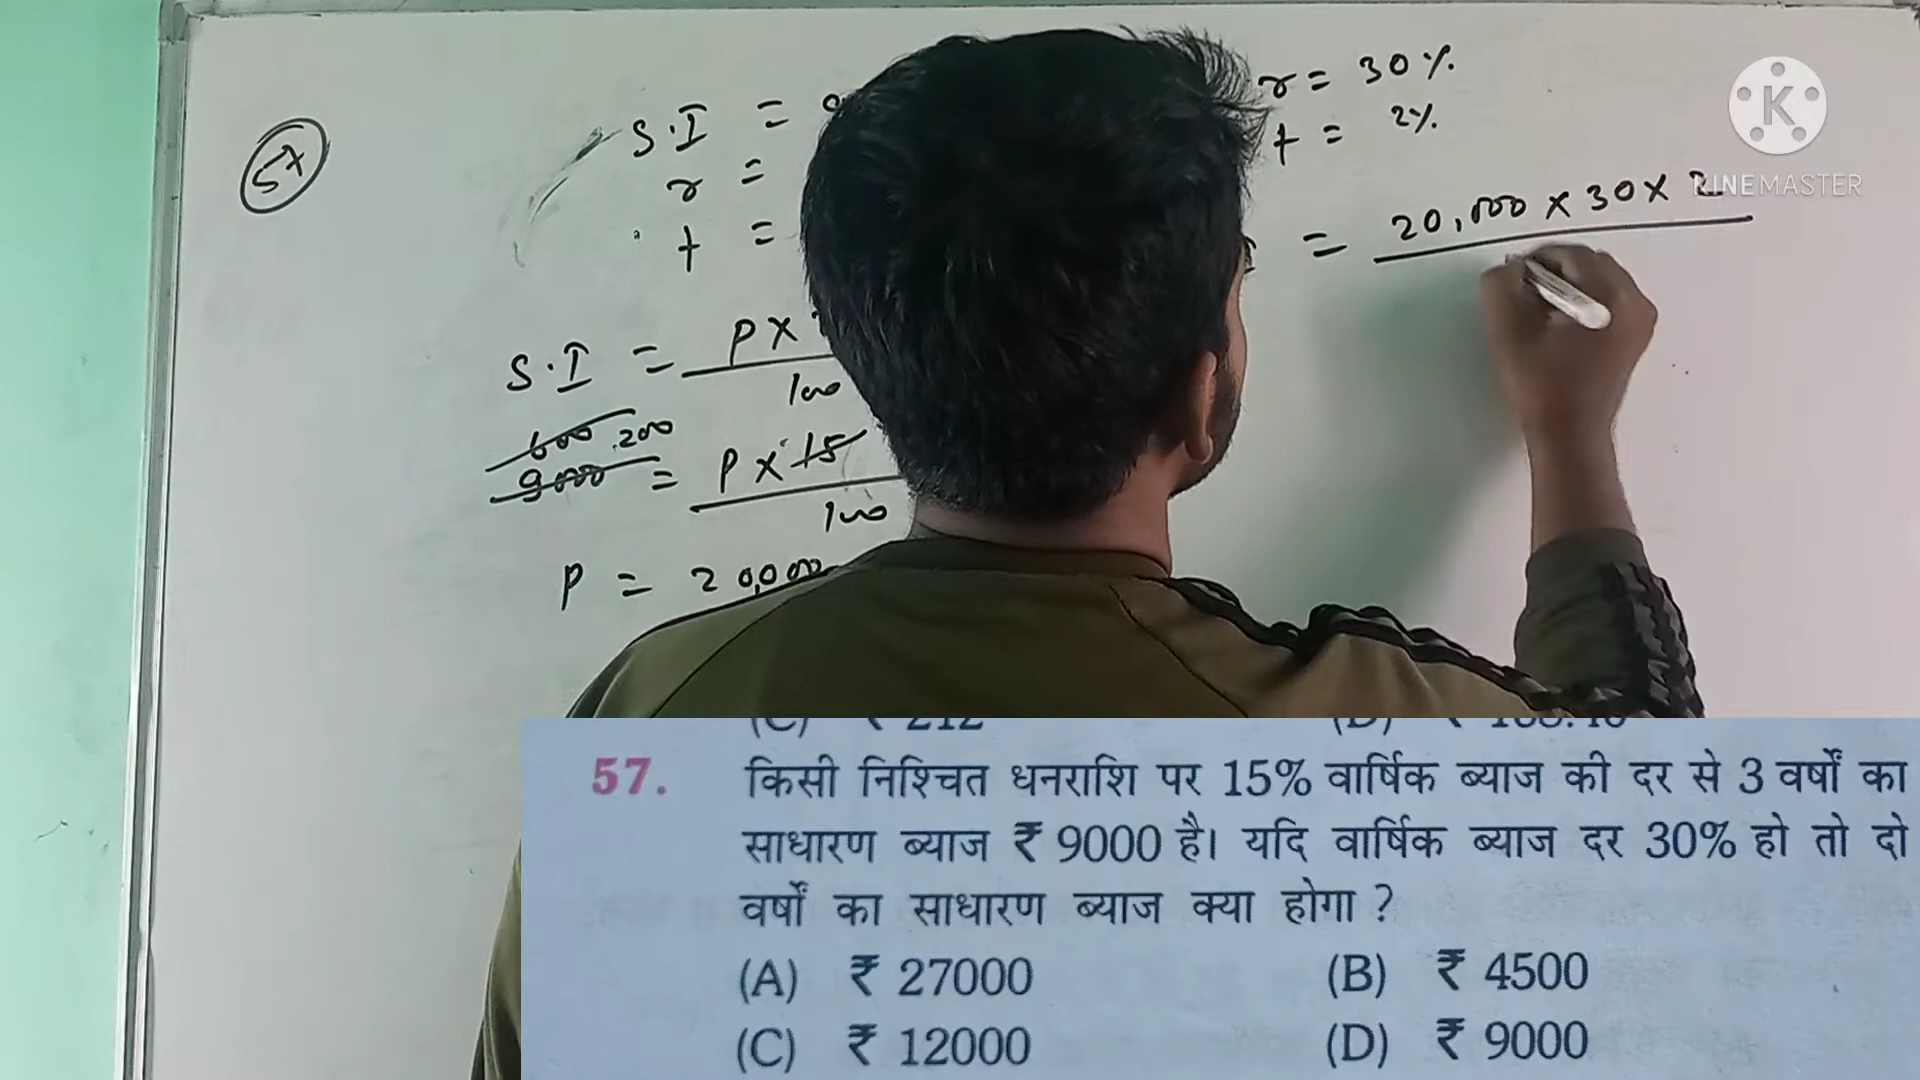 57
S.I =
r =
t =
r = 30%
t = 2%
= 20,000 × 30 × 2
S.I = P ×
100
600 200
9000 = P × 15
100
P = 20,000
K
KINEMASTER
(C) ₹ 212 (D) ₹
57. किसी निश्चित धनराशि पर 15% वार्षिक ब्याज की दर से 3 वर्षों का
साधारण ब्याज ₹ 9000 है। यदि वार्षिक ब्याज दर 30% हो तो दो
वर्षों का साधारण ब्याज क्या होगा ?
(A) ₹ 27000 (B) ₹ 4500
(C) ₹ 12000 (D) ₹ 9000